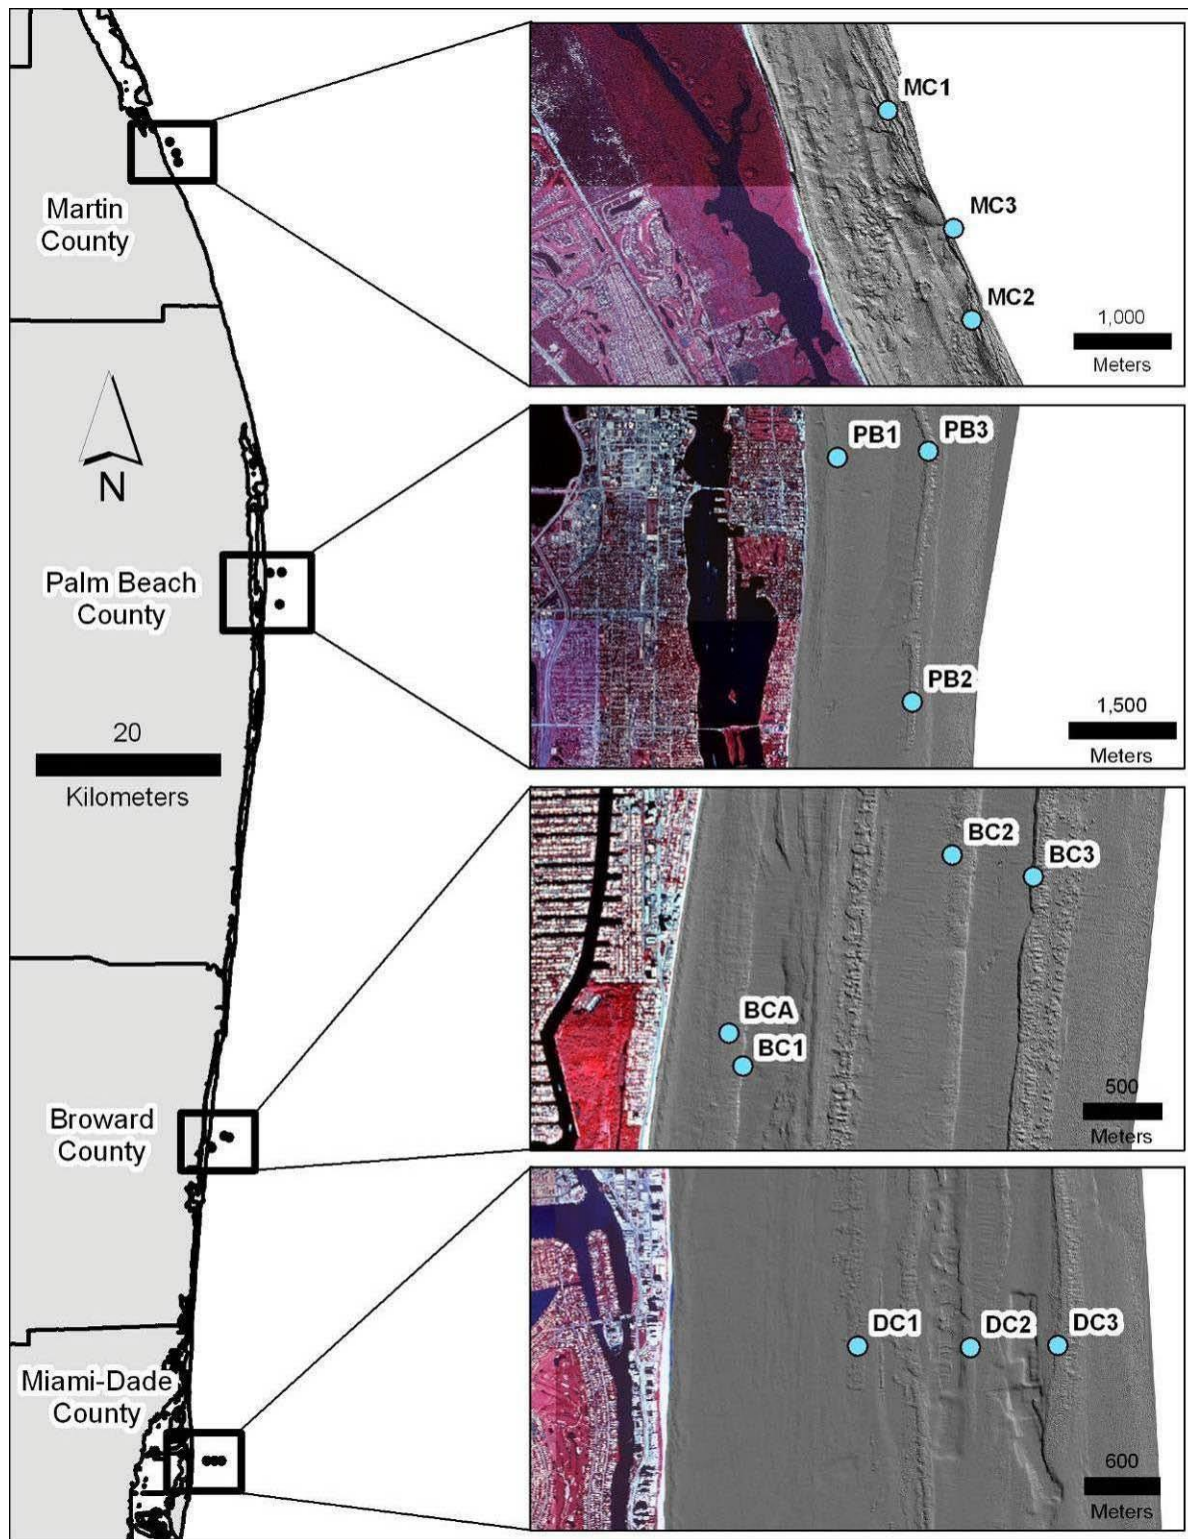 Martin
County
N
Palm Beach
County
20
Kilometers
Broward
County
Miami-Dade
County
MC1
MC3
MC2
1,000
Meters
PB1
PB3
PB2
1,500
Meters
BC2
BC3
BCA
BC1
500
Meters
DC1
DC2
DC3
600
Meters